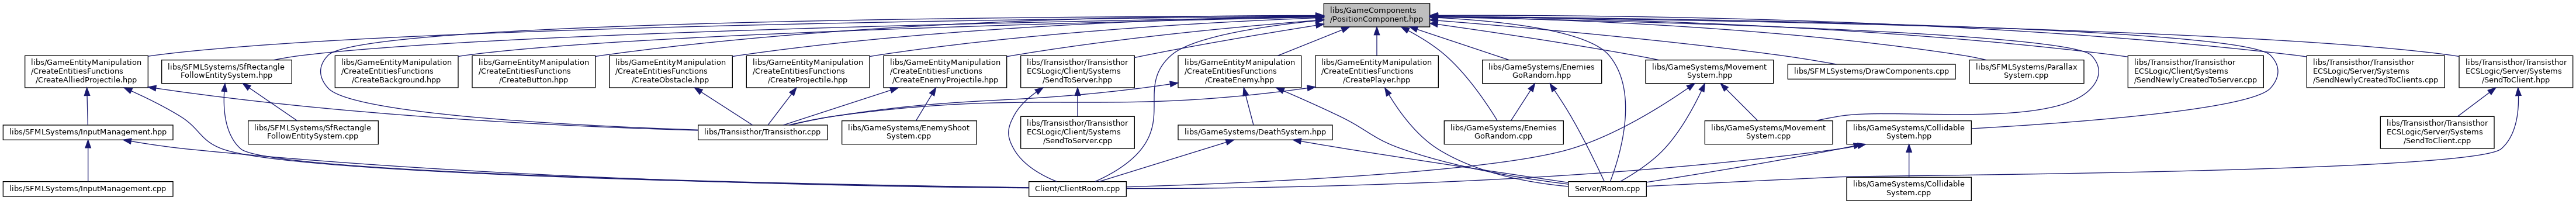 libs/GameComponents
/PositionComponent.hpp
libs/GameEntityManipulation
/CreateEntitiesFunctions
/CreateAlliedProjectile.hpp
libs/SFMLSystems/SfRectangle
FollowEntitySystem.hpp
libs/GameEntityManipulation
/CreateEntitiesFunctions
/CreateBackground.hpp
libs/GameEntityManipulation
/CreateEntitiesFunctions
/CreateButton.hpp
libs/GameEntityManipulation
/CreateEntitiesFunctions
/CreateObstacle.hpp
libs/GameEntityManipulation
/CreateEntitiesFunctions
/CreateProjectile.hpp
libs/GameEntityManipulation
/CreateEntitiesFunctions
/CreateEnemyProjectile.hpp
libs/Transisthor/Transisthor
ECSLogic/Client/Systems
/SendToServer.hpp
libs/GameEntityManipulation
/CreateEntitiesFunctions
/CreateEnemy.hpp
libs/GameEntityManipulation
/CreateEntitiesFunctions
/CreatePlayer.hpp
libs/GameSystems/Enemies
GoRandom.hpp
libs/GameSystems/Movement
System.hpp
libs/SFMLSystems/DrawComponents.cpp
libs/SFMLSystems/Parallax
System.cpp
libs/Transisthor/Transisthor
ECSLogic/Client/Systems
/SendNewlyCreatedToServer.cpp
libs/Transisthor/Transisthor
ECSLogic/Server/Systems
/SendNewlyCreatedToClients.cpp
libs/Transisthor/Transisthor
ECSLogic/Server/Systems
/SendToClient.hpp
libs/SFMLSystems/InputManagement.hpp
libs/SFMLSystems/SfRectangle
FollowEntitySystem.cpp
libs/Transisthor/Transisthor.cpp
libs/GameSystems/EnemyShoot
System.cpp
libs/Transisthor/Transisthor
ECSLogic/Client/Systems
/SendToServer.cpp
libs/GameSystems/DeathSystem.hpp
libs/GameSystems/Enemies
GoRandom.cpp
libs/GameSystems/Movement
System.cpp
libs/GameSystems/Collidable
System.hpp
libs/Transisthor/Transisthor
ECSLogic/Server/Systems
/SendToClient.cpp
libs/SFMLSystems/InputManagement.cpp
Client/ClientRoom.cpp
Server/Room.cpp
libs/GameSystems/Collidable
System.cpp